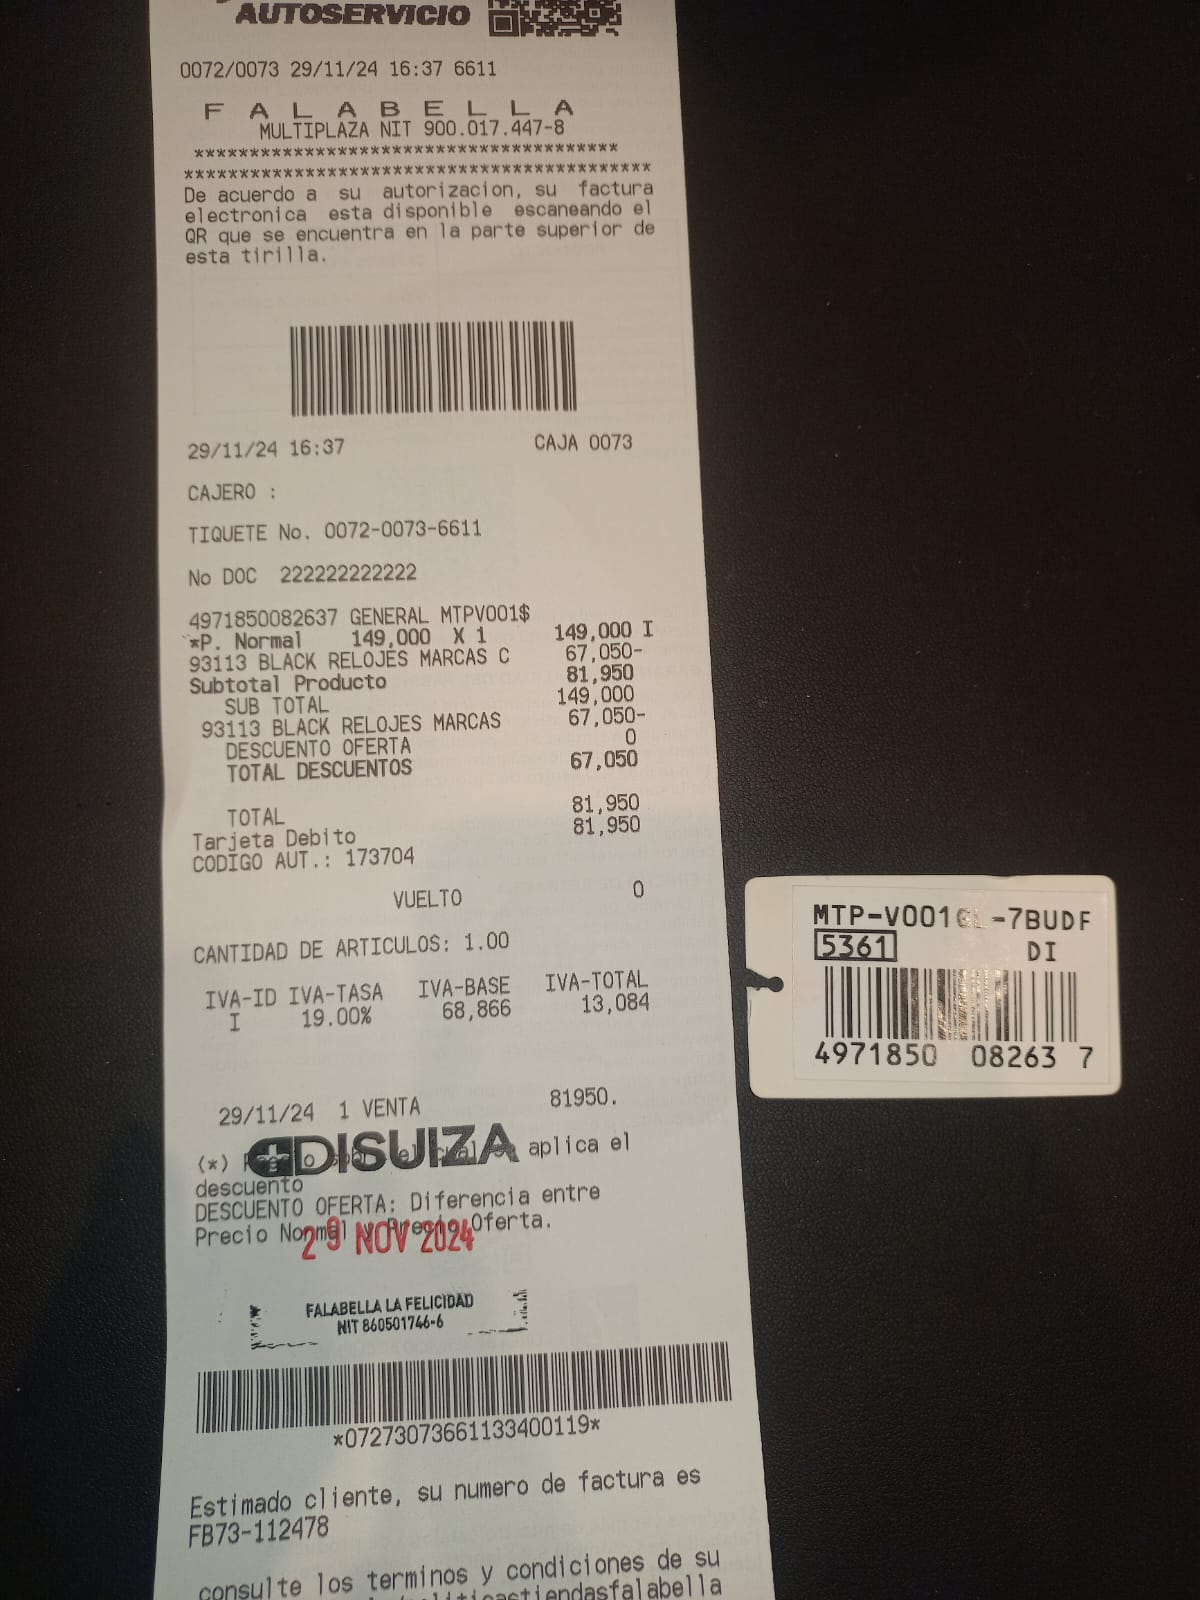 AUTOSERVICIO
0072/0073 29/11/24 16:37 6611
F A L A B E L L A
MULTIPLAZA NIT 900.017.447-8
**************************************
******************************************
De acuerdo a su autorizacion, su factura
electronica esta disponible escaneando el
QR que se encuentra en la parte superior de
esta tirilla.
29/11/24 16:37 CAJA 0073
CAJERO :
TIQUETE No. 0072-0073-6611
No DOC 222222222222
4971850082637 GENERAL MTPV001$
*P. Normal 149,000 X 1 149,000 I
93113 BLACK RELOJES MARCAS C 67,050-
Subtotal Producto 81,950
SUB TOTAL 149,000
93113 BLACK RELOJES MARCAS 67,050-
DESCUENTO OFERTA 0
TOTAL DESCUENTOS 67,050
TOTAL 81,950
Tarjeta Debito 81,950
CODIGO AUT.: 173704
VUELTO 0
CANTIDAD DE ARTICULOS: 1.00
IVA-ID IVA-TASA IVA-BASE IVA-TOTAL
I 19.00% 68,866 13,084
29/11/24 1 VENTA 81950.
DISUIZA
(*) aplica el
descuento
DESCUENTO OFERTA: Diferencia entre
Precio Normal y Precio Oferta.
29 NOV 2024
FALABELLA LA FELICIDAD
NIT 860501746-6
*07273073661133400119*
Estimado cliente, su numero de factura es
FB73-112478
consulte los terminos y condiciones de su
MTP-V001GL-7BUDF
5361 DI
4971850 08263 7